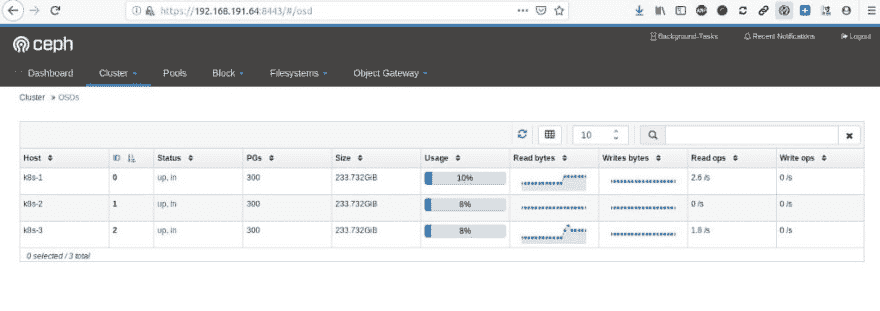 https://192.168.191.64:8443/#/osd
ceph
Background-Tasks Recent Notifications Logout
Dashboard Cluster Pools Block Filesystems Object Gateway
Cluster » OSDs
10
Host ID Status PGs Size Usage Read bytes Writes bytes Read ops Write ops
k8s-1 0 up, in 300 233.732GiB 10% 2.6 /s 0 /s
k8s-2 1 up, in 300 233.732GiB 8% 0 /s 0 /s
k8s-3 2 up, in 300 233.732GiB 8% 1.8 /s 0 /s
0 selected / 3 total